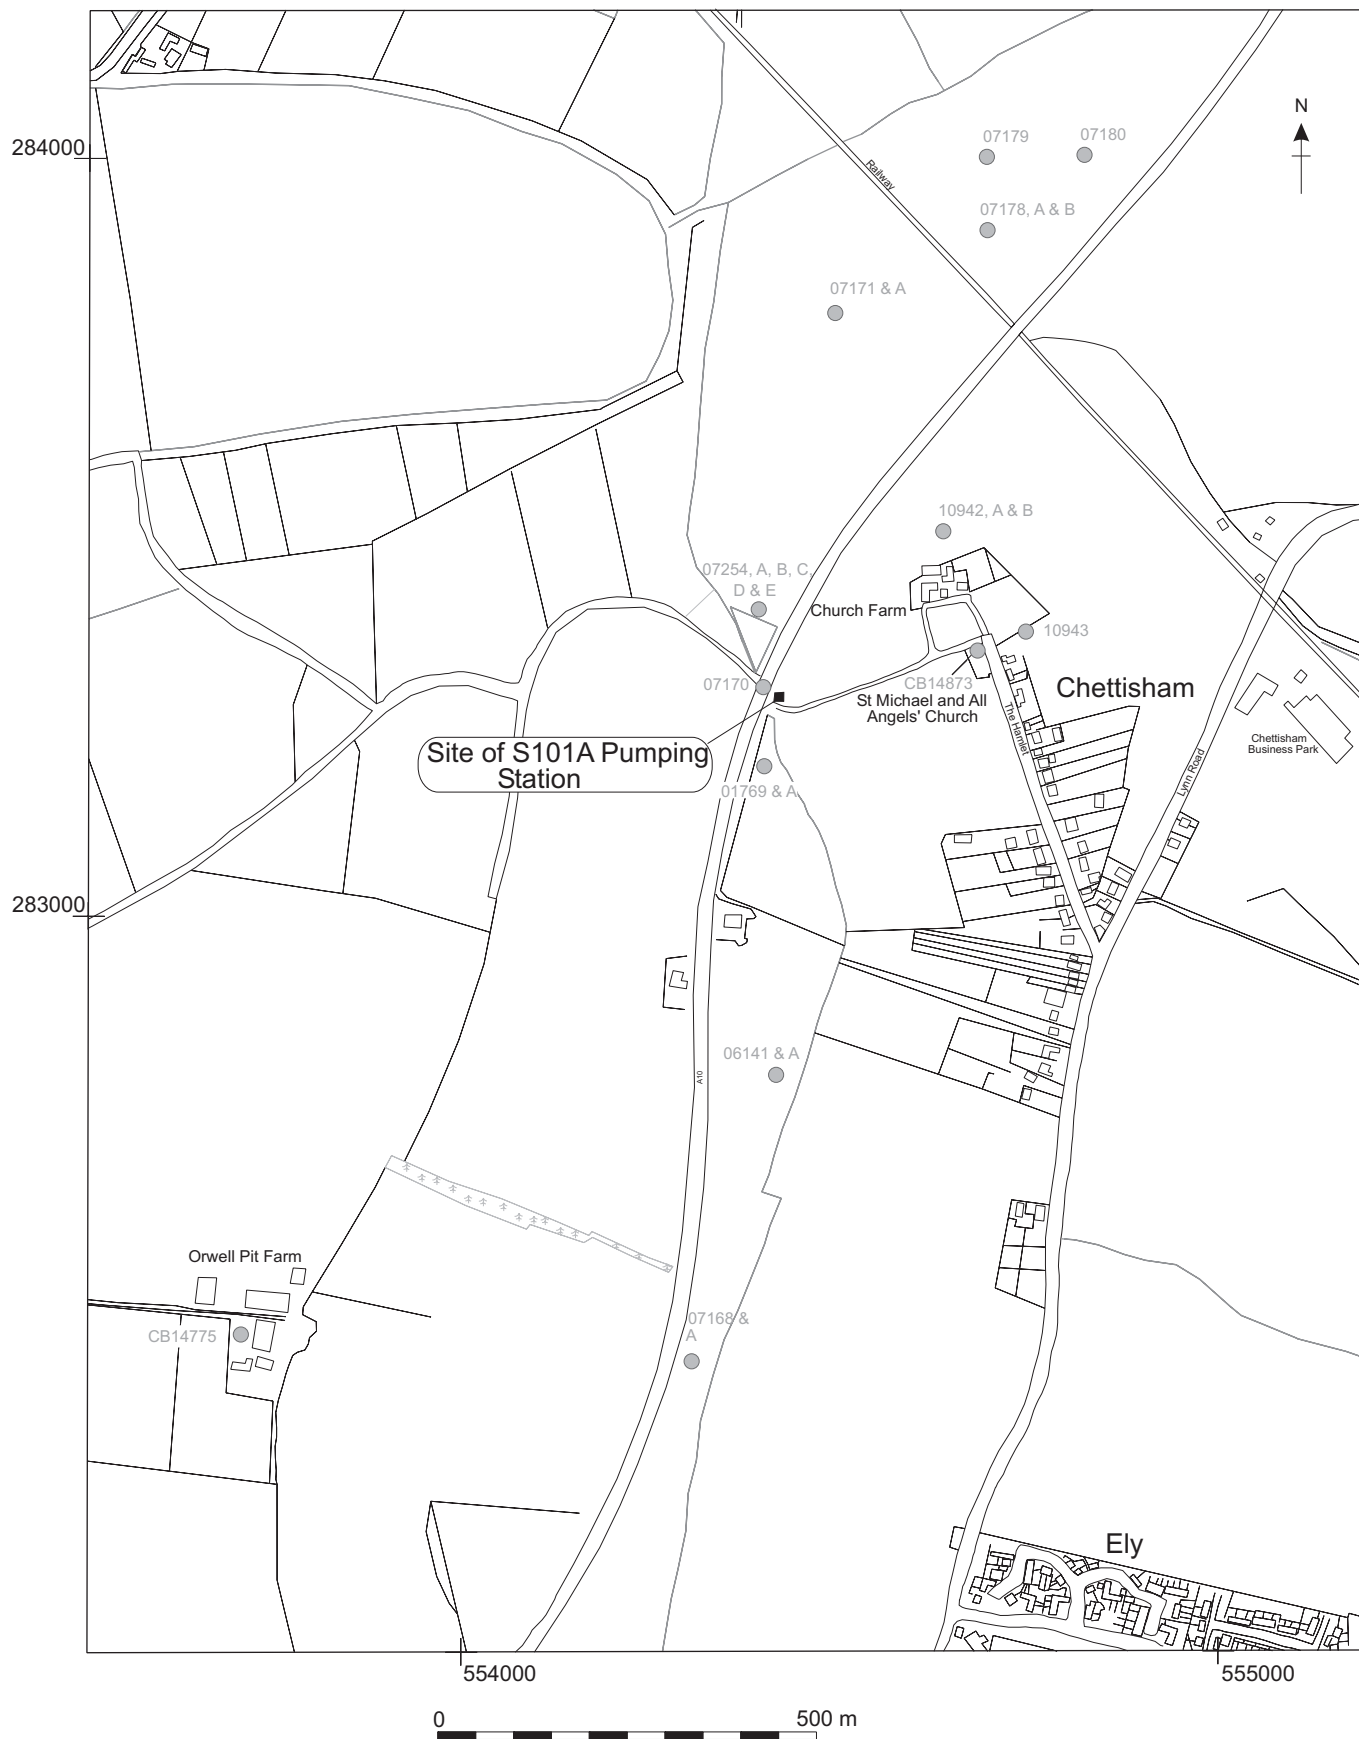 N
284000
07179
07180
Railway
07178, A & B
07171 & A
10942, A & B
07254, A, B, C,
D & E
Church Farm
10943
07170
CB14873
St Michael and All
Angels' Church
Chettisham
The Hamlet
Site of S101A Pumping
Station
Chettisham
Business Park
Lynn Road
01769 & A
283000
06141 & A
A10
Orwell Pit Farm
CB14775
07168 &
A
Ely
554000
555000
0
500 m